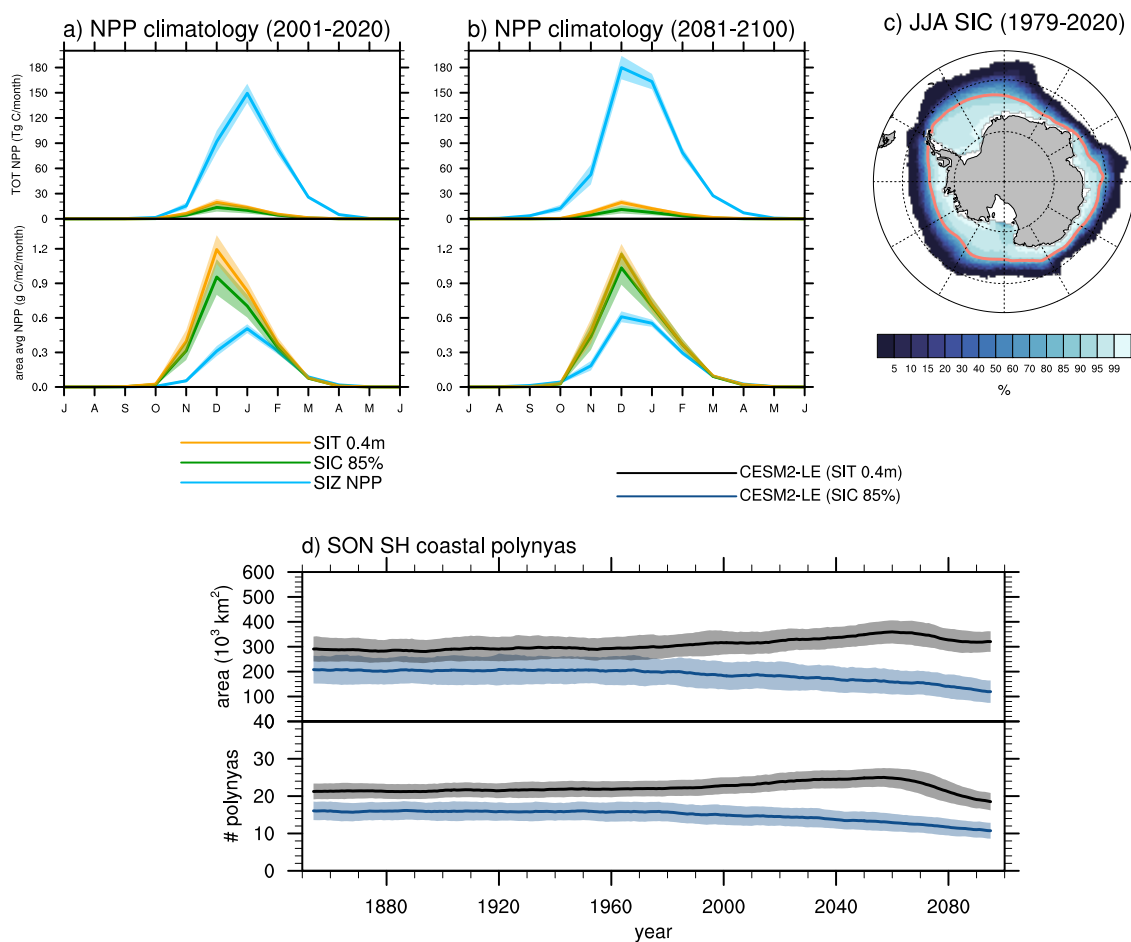 a) NPP climatology (2001-2020)
b) NPP climatology (2081-2100)
c) JJA SIC (1979-2020)
TOT NPP (Tg C/month)
180
150
120
90
60
30
0
180
150
120
90
60
30
0
area avg NPP (g C/m2/month)
1.2
0.9
0.6
0.3
0.0
J A S O N D J F M A M J
1.2
0.9
0.6
0.3
0.0
J A S O N D J F M A M J
5 10 15 20 30 40 50 60 70 80 85 90 95 99
%
SIT 0.4m
SIC 85%
SIZ NPP
CESM2-LE (SIT 0.4m)
CESM2-LE (SIC 85%)
d) SON SH coastal polynyas
area (10³ km²)
600
500
400
300
200
100
0
# polynyas
40
30
20
10
0
1880 1920 1960 2000 2040 2080
year